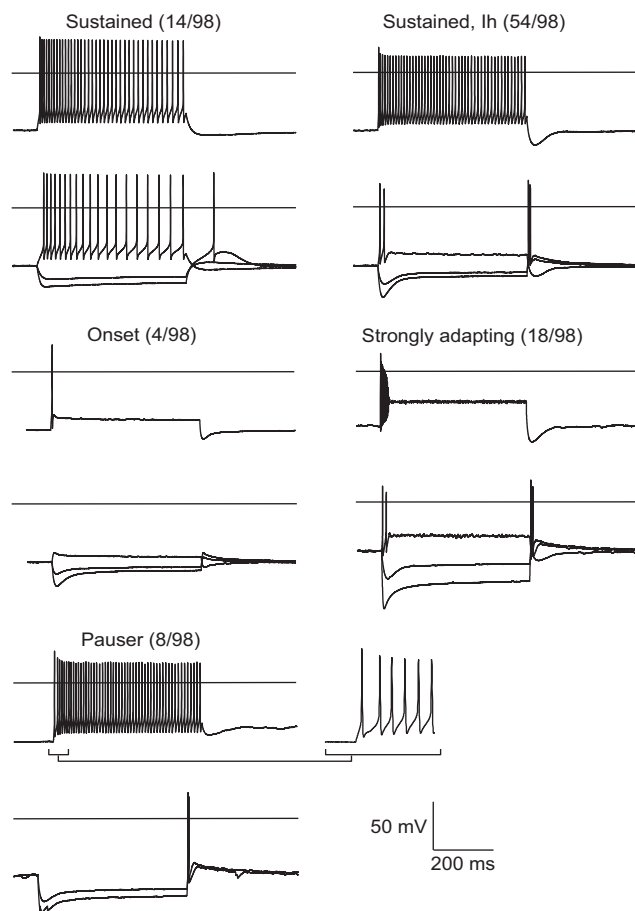 Sustained (14/98)
Sustained, Ih (54/98)
Onset (4/98)
Strongly adapting (18/98)
Pauser (8/98)
50 mV
200 ms